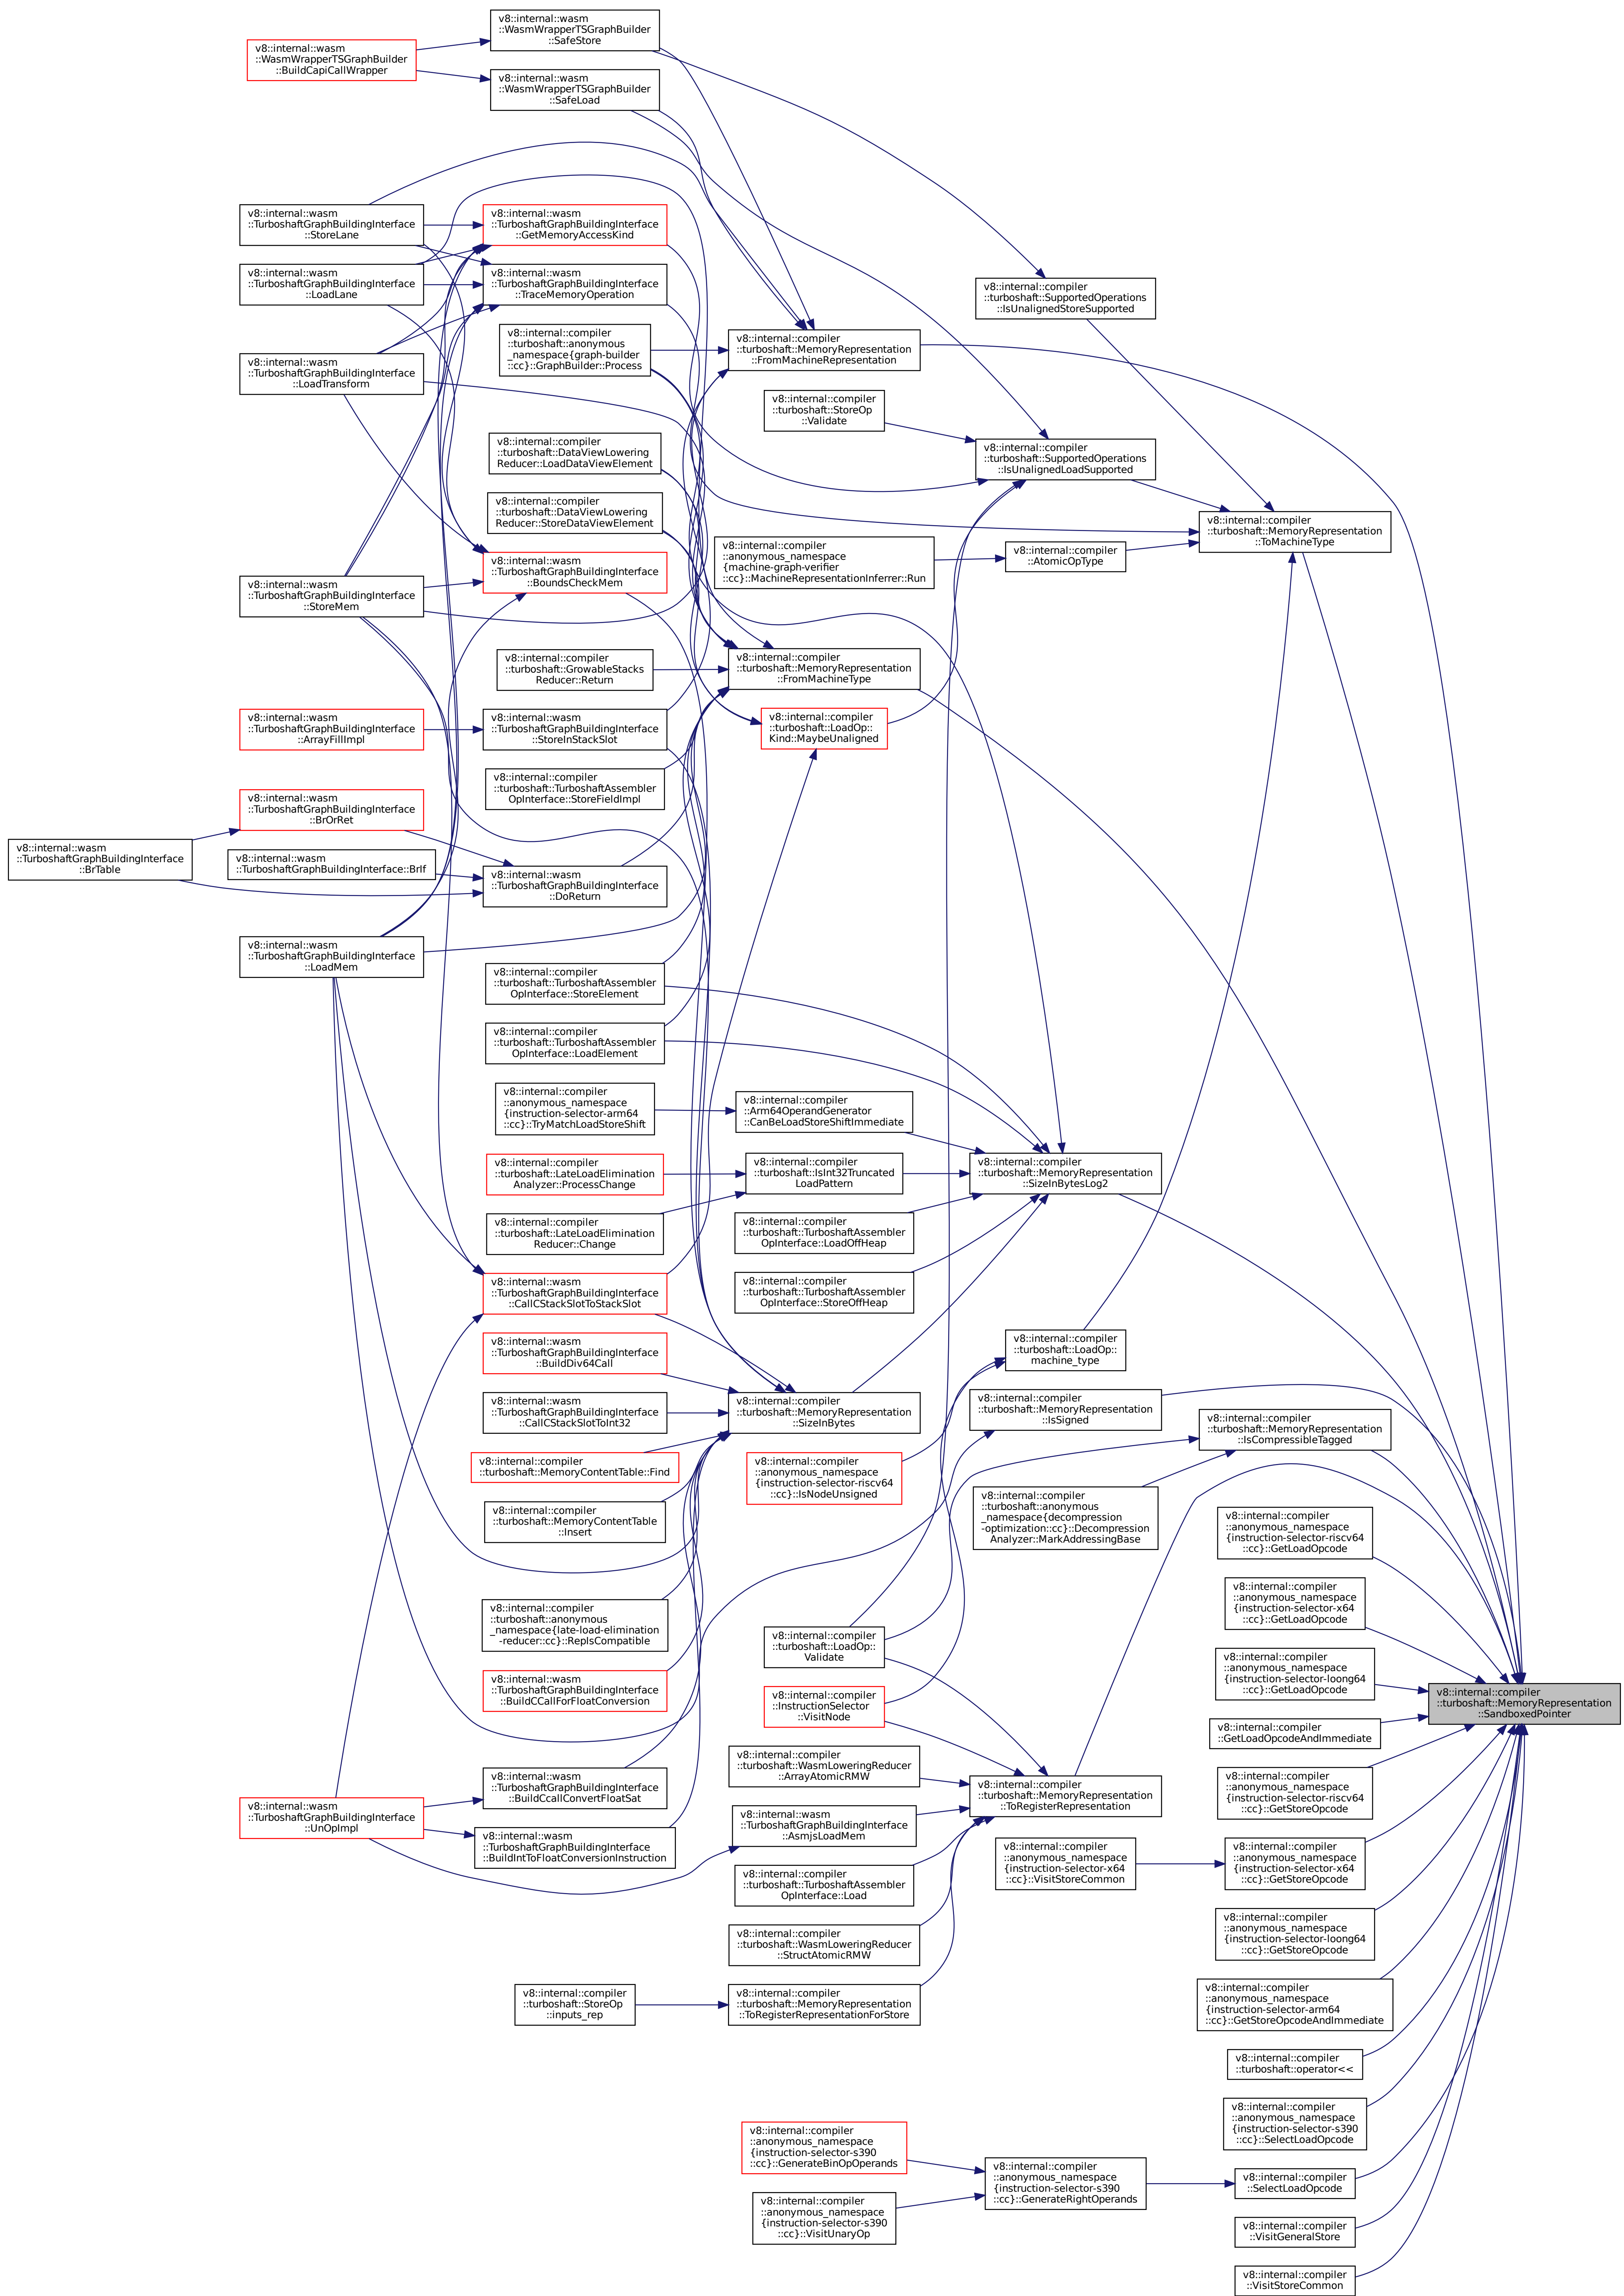 v8::internal::wasm
::WasmWrapperTSGraphBuilder
::SafeStore
v8::internal::wasm
::WasmWrapperTSGraphBuilder
::BuildCapiCallWrapper
v8::internal::wasm
::WasmWrapperTSGraphBuilder
::SafeLoad
v8::internal::wasm
::TurboshaftGraphBuildingInterface
::StoreLane
v8::internal::wasm
::TurboshaftGraphBuildingInterface
::GetMemoryAccessKind
v8::internal::wasm
::TurboshaftGraphBuildingInterface
::LoadLane
v8::internal::wasm
::TurboshaftGraphBuildingInterface
::TraceMemoryOperation
v8::internal::compiler
::turboshaft::SupportedOperations
::IsUnalignedStoreSupported
v8::internal::compiler
::turboshaft::anonymous
_namespace{graph-builder
::cc}::GraphBuilder::Process
v8::internal::compiler
::turboshaft::MemoryRepresentation
::FromMachineRepresentation
v8::internal::wasm
::TurboshaftGraphBuildingInterface
::LoadTransform
v8::internal::compiler
::turboshaft::StoreOp
::Validate
v8::internal::compiler
::turboshaft::DataViewLowering
Reducer::LoadDataViewElement
v8::internal::compiler
::turboshaft::SupportedOperations
::IsUnalignedLoadSupported
v8::internal::compiler
::turboshaft::DataViewLowering
Reducer::StoreDataViewElement
v8::internal::compiler
::turboshaft::MemoryRepresentation
::ToMachineType
v8::internal::compiler
::anonymous_namespace
{machine-graph-verifier
::cc}::MachineRepresentationInferrer::Run
v8::internal::compiler
::AtomicOpType
v8::internal::wasm
::TurboshaftGraphBuildingInterface
::BoundsCheckMem
v8::internal::wasm
::TurboshaftGraphBuildingInterface
::StoreMem
v8::internal::compiler
::turboshaft::GrowableStacks
Reducer::Return
v8::internal::compiler
::turboshaft::MemoryRepresentation
::FromMachineType
v8::internal::wasm
::TurboshaftGraphBuildingInterface
::ArrayFillImpl
v8::internal::wasm
::TurboshaftGraphBuildingInterface
::StoreInStackSlot
v8::internal::compiler
::turboshaft::LoadOp::
Kind::MaybeUnaligned
v8::internal::compiler
::turboshaft::TurboshaftAssembler
OpInterface::StoreFieldImpl
v8::internal::wasm
::TurboshaftGraphBuildingInterface
::BrOrRet
v8::internal::wasm
::TurboshaftGraphBuildingInterface
::BrTable
v8::internal::wasm
::TurboshaftGraphBuildingInterface::BrIf
v8::internal::wasm
::TurboshaftGraphBuildingInterface
::DoReturn
v8::internal::wasm
::TurboshaftGraphBuildingInterface
::LoadMem
v8::internal::compiler
::turboshaft::TurboshaftAssembler
OpInterface::StoreElement
v8::internal::compiler
::turboshaft::TurboshaftAssembler
OpInterface::LoadElement
v8::internal::compiler
::anonymous_namespace
{instruction-selector-arm64
::cc}::TryMatchLoadStoreShift
v8::internal::compiler
::Arm64OperandGenerator
::CanBeLoadStoreShiftImmediate
v8::internal::compiler
::turboshaft::LateLoadElimination
Analyzer::ProcessChange
v8::internal::compiler
::turboshaft::IsInt32Truncated
LoadPattern
v8::internal::compiler
::turboshaft::MemoryRepresentation
::SizeInBytesLog2
v8::internal::compiler
::turboshaft::LateLoadElimination
Reducer::Change
v8::internal::compiler
::turboshaft::TurboshaftAssembler
OpInterface::LoadOffHeap
v8::internal::wasm
::TurboshaftGraphBuildingInterface
::CallCStackSlotToStackSlot
v8::internal::compiler
::turboshaft::TurboshaftAssembler
OpInterface::StoreOffHeap
v8::internal::wasm
::TurboshaftGraphBuildingInterface
::BuildDiv64Call
v8::internal::compiler
::turboshaft::LoadOp::
machine_type
v8::internal::wasm
::TurboshaftGraphBuildingInterface
::CallCStackSlotToInt32
v8::internal::compiler
::turboshaft::MemoryRepresentation
::SizeInBytes
v8::internal::compiler
::turboshaft::MemoryRepresentation
::IsSigned
v8::internal::compiler
::turboshaft::MemoryRepresentation
::IsCompressibleTagged
v8::internal::compiler
::turboshaft::MemoryContentTable::Find
v8::internal::compiler
::anonymous_namespace
{instruction-selector-riscv64
::cc}::IsNodeUnsigned
v8::internal::compiler
::turboshaft::MemoryContentTable
::Insert
v8::internal::compiler
::turboshaft::anonymous
_namespace{decompression
-optimization::cc}::Decompression
Analyzer::MarkAddressingBase
v8::internal::compiler
::anonymous_namespace
{instruction-selector-riscv64
::cc}::GetLoadOpcode
v8::internal::compiler
::anonymous_namespace
{instruction-selector-x64
::cc}::GetLoadOpcode
v8::internal::compiler
::turboshaft::anonymous
_namespace{late-load-elimination
-reducer::cc}::RepIsCompatible
v8::internal::compiler
::turboshaft::LoadOp::
Validate
v8::internal::compiler
::anonymous_namespace
{instruction-selector-loong64
::cc}::GetLoadOpcode
v8::internal::wasm
::TurboshaftGraphBuildingInterface
::BuildCCallForFloatConversion
v8::internal::compiler
::InstructionSelector
::VisitNode
v8::internal::compiler
::turboshaft::MemoryRepresentation
::SandboxedPointer
v8::internal::compiler
::GetLoadOpcodeAndImmediate
v8::internal::wasm
::TurboshaftGraphBuildingInterface
::BuildCcallConvertFloatSat
v8::internal::compiler
::turboshaft::WasmLoweringReducer
::ArrayAtomicRMW
v8::internal::compiler
::turboshaft::MemoryRepresentation
::ToRegisterRepresentation
v8::internal::compiler
::anonymous_namespace
{instruction-selector-riscv64
::cc}::GetStoreOpcode
v8::internal::wasm
::TurboshaftGraphBuildingInterface
::UnOpImpl
v8::internal::wasm
::TurboshaftGraphBuildingInterface
::BuildIntToFloatConversionInstruction
v8::internal::wasm
::TurboshaftGraphBuildingInterface
::AsmjsLoadMem
v8::internal::compiler
::anonymous_namespace
{instruction-selector-x64
::cc}::VisitStoreCommon
v8::internal::compiler
::anonymous_namespace
{instruction-selector-x64
::cc}::GetStoreOpcode
v8::internal::compiler
::turboshaft::TurboshaftAssembler
OpInterface::Load
v8::internal::compiler
::turboshaft::WasmLoweringReducer
::StructAtomicRMW
v8::internal::compiler
::anonymous_namespace
{instruction-selector-loong64
::cc}::GetStoreOpcode
v8::internal::compiler
::turboshaft::StoreOp
::inputs_rep
v8::internal::compiler
::turboshaft::MemoryRepresentation
::ToRegisterRepresentationForStore
v8::internal::compiler
::anonymous_namespace
{instruction-selector-arm64
::cc}::GetStoreOpcodeAndImmediate
v8::internal::compiler
::turboshaft::operator<<
v8::internal::compiler
::anonymous_namespace
{instruction-selector-s390
::cc}::SelectLoadOpcode
v8::internal::compiler
::anonymous_namespace
{instruction-selector-s390
::cc}::GenerateBinOpOperands
v8::internal::compiler
::anonymous_namespace
{instruction-selector-s390
::cc}::GenerateRightOperands
v8::internal::compiler
::SelectLoadOpcode
v8::internal::compiler
::anonymous_namespace
{instruction-selector-s390
::cc}::VisitUnaryOp
v8::internal::compiler
::VisitGeneralStore
v8::internal::compiler
::VisitStoreCommon